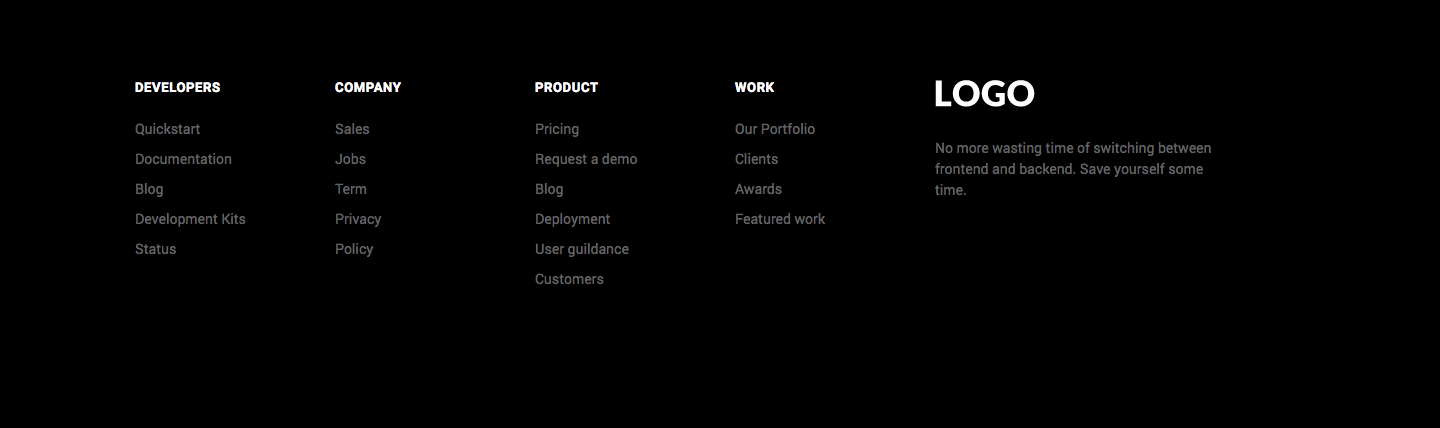 DEVELOPERS
Quickstart
Documentation
Blog
Development Kits
Status
COMPANY
Sales
Jobs
Term
Privacy
Policy
PRODUCT
Pricing
Request a demo
Blog
Deployment
User guildance
Customers
WORK
Our Portfolio
Clients
Awards
Featured work
LOGO
No more wasting time of switching between
frontend and backend. Save yourself some
time.